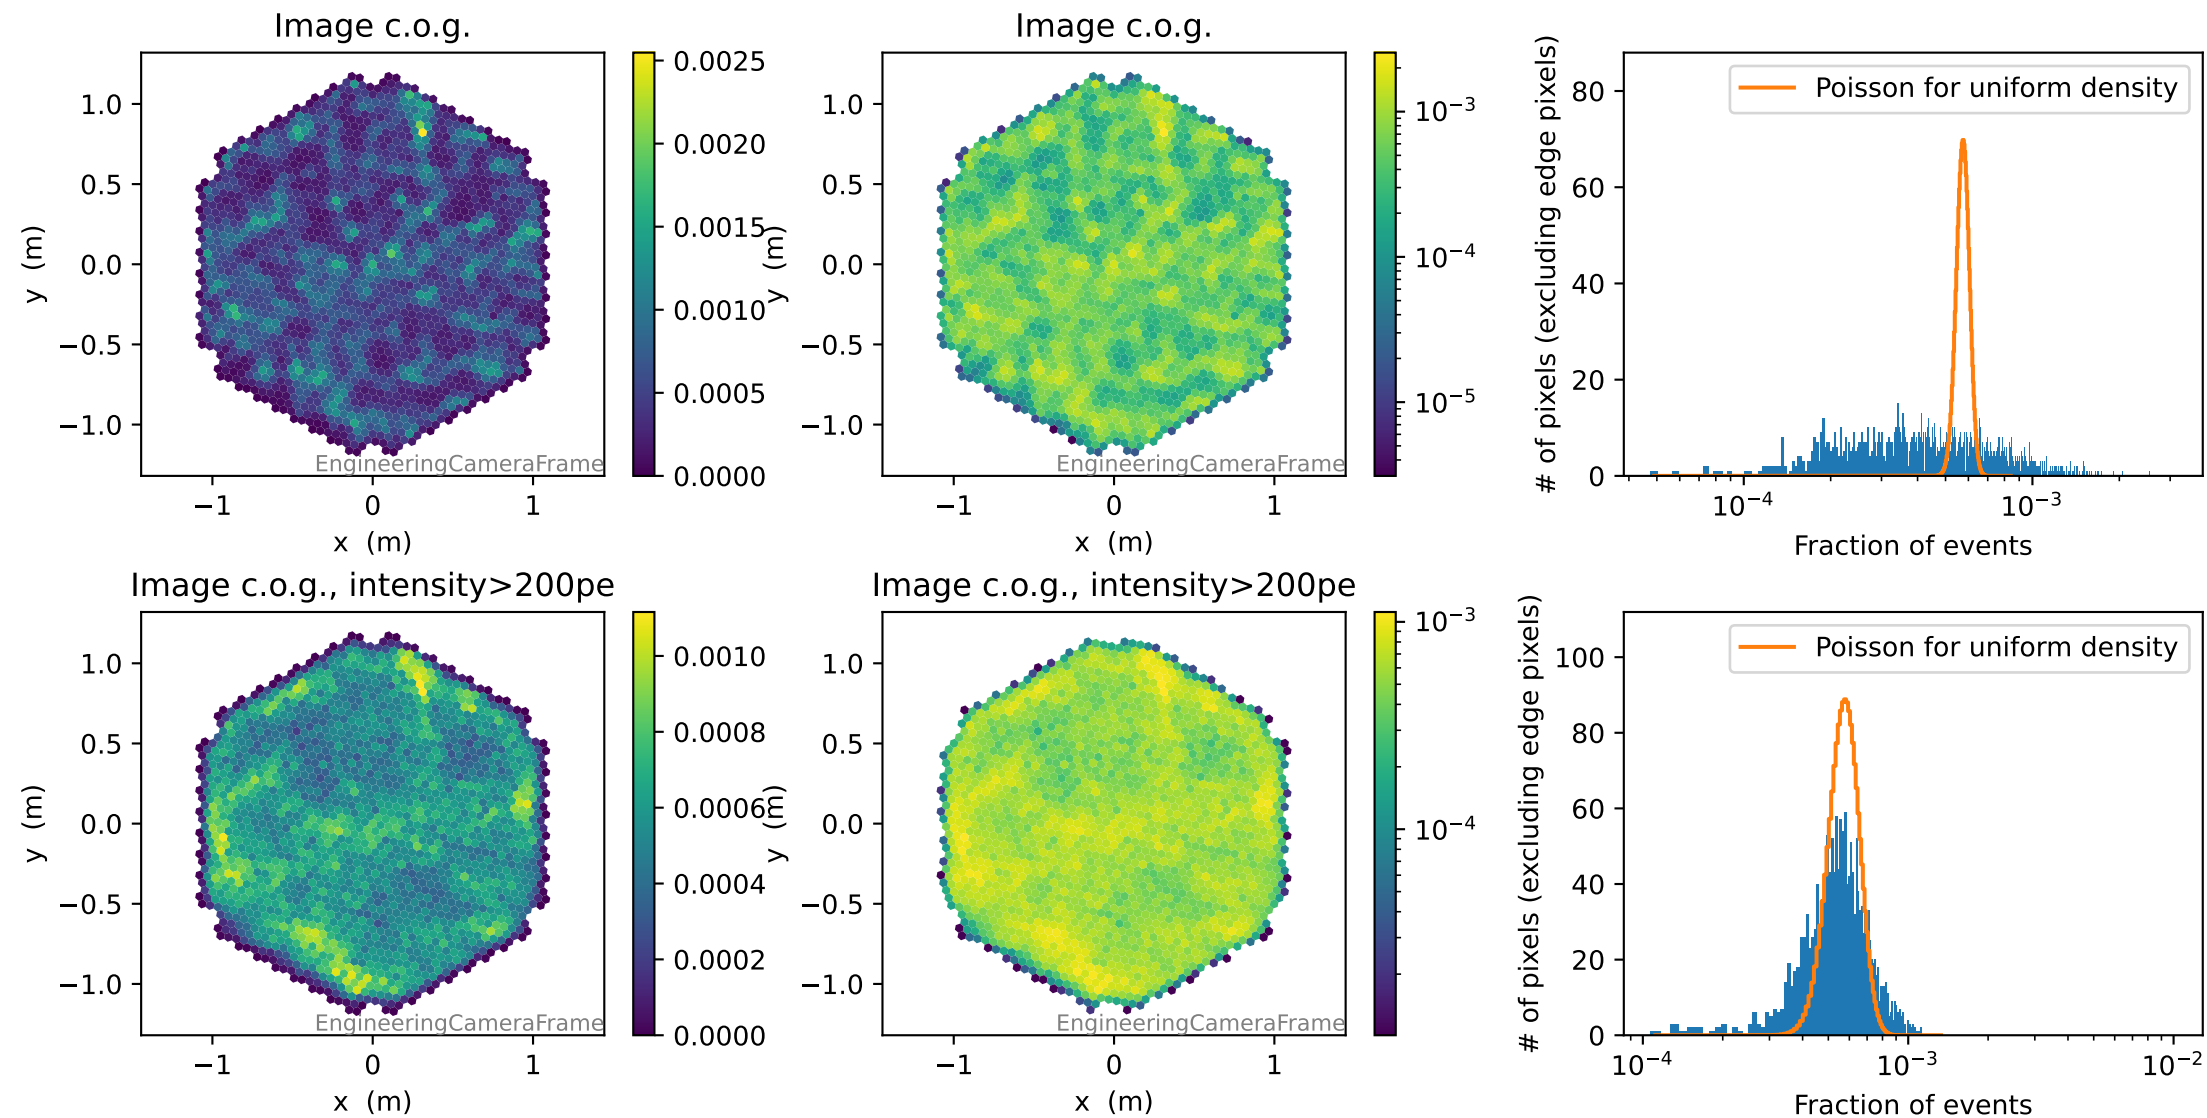 Image c.o.g.
1.0
0.5
0.0
−0.5
−1.0
y (m)
−1 0 1
x (m)
EngineeringCameraFrame
0.0025
0.0020
0.0015
0.0010
0.0005
0.0000
Image c.o.g.
1.0
0.5
0.0
−0.5
−1.0
y (m)
−1 0 1
x (m)
EngineeringCameraFrame
10⁻³
10⁻⁴
10⁻⁵
Poisson for uniform density
80
60
40
20
0
# of pixels (excluding edge pixels)
10⁻⁴ 10⁻³
Fraction of events
Image c.o.g., intensity>200pe
1.0
0.5
0.0
−0.5
−1.0
y (m)
−1 0 1
x (m)
EngineeringCameraFrame
0.0010
0.0008
0.0006
0.0004
0.0002
0.0000
Image c.o.g., intensity>200pe
1.0
0.5
0.0
−0.5
−1.0
y (m)
−1 0 1
x (m)
EngineeringCameraFrame
10⁻³
10⁻⁴
Poisson for uniform density
100
80
60
40
20
0
# of pixels (excluding edge pixels)
10⁻⁴ 10⁻³ 10⁻²
Fraction of events